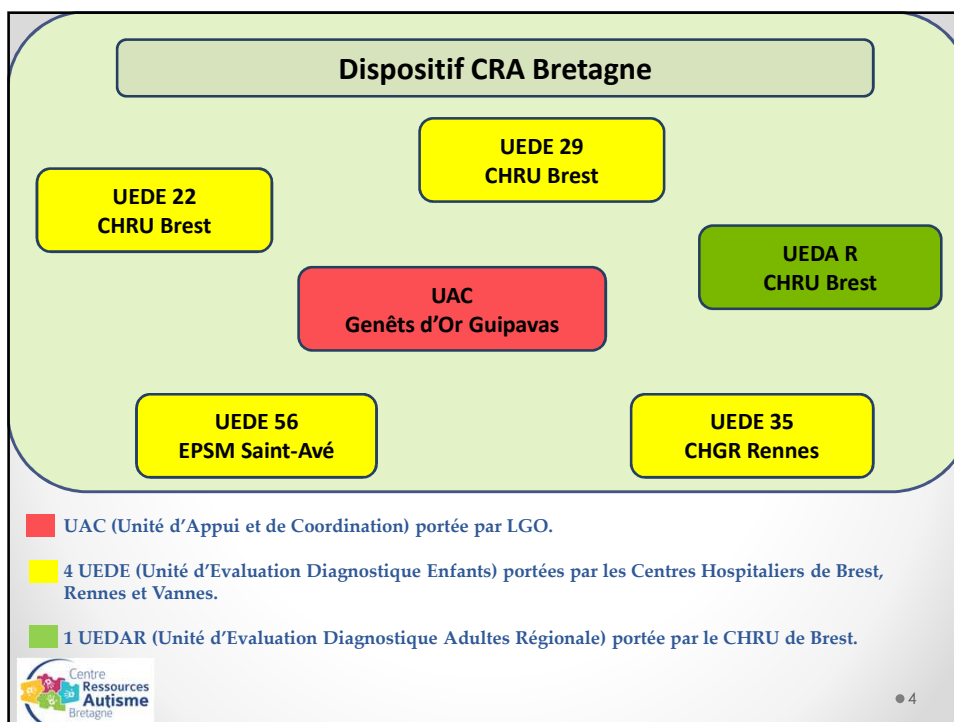 Dispositif CRA Bretagne
UEDE 29
CHRU Brest
UEDE 22
CHRU Brest
UEDA R
CHRU Brest
UAC
Genêts d’Or Guipavas
UEDE 56
EPSM Saint-Avé
UEDE 35
CHGR Rennes
UAC (Unité d’Appui et de Coordination) portée par LGO.
4 UEDE (Unité d’Evaluation Diagnostique Enfants) portées par les Centres Hospitaliers de Brest,
Rennes et Vannes.
1 UEDAR (Unité d’Evaluation Diagnostique Adultes Régionale) portée par le CHRU de Brest.
Centre
Ressources
Autisme
Bretagne
4